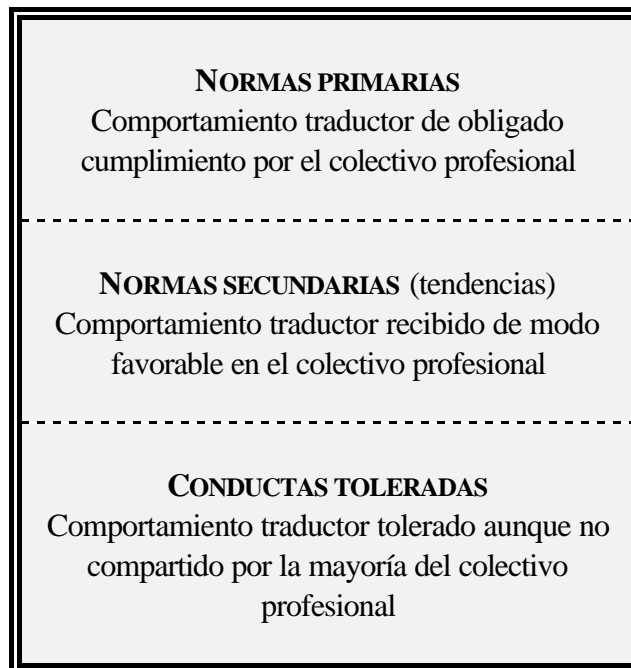 NORMAS PRIMARIAS
Comportamiento traductor de obligado
cumplimiento por el colectivo profesional
NORMAS SECUNDARIAS (tendencias)
Comportamiento traductor recibido de modo
favorable en el colectivo profesional
CONDUCTAS TOLERADAS
Comportamiento traductor tolerado aunque no
compartido por la mayoría del colectivo
profesional